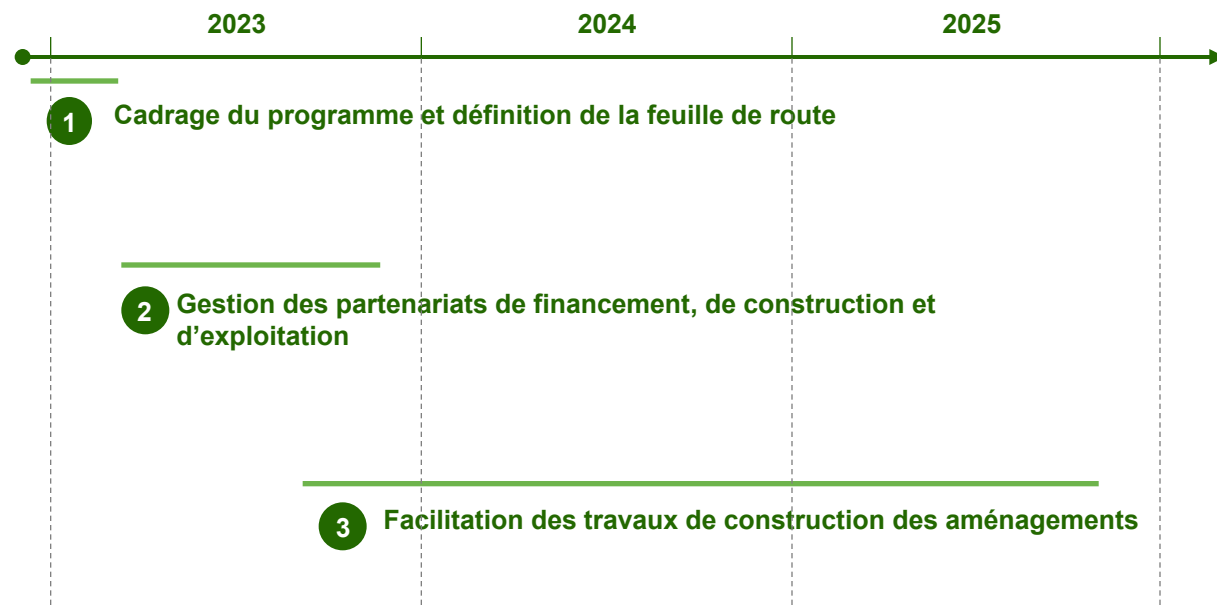 2023 2024 2025
1 Cadrage du programme et définition de la feuille de route
2 Gestion des partenariats de financement, de construction et
d’exploitation
3 Facilitation des travaux de construction des aménagements